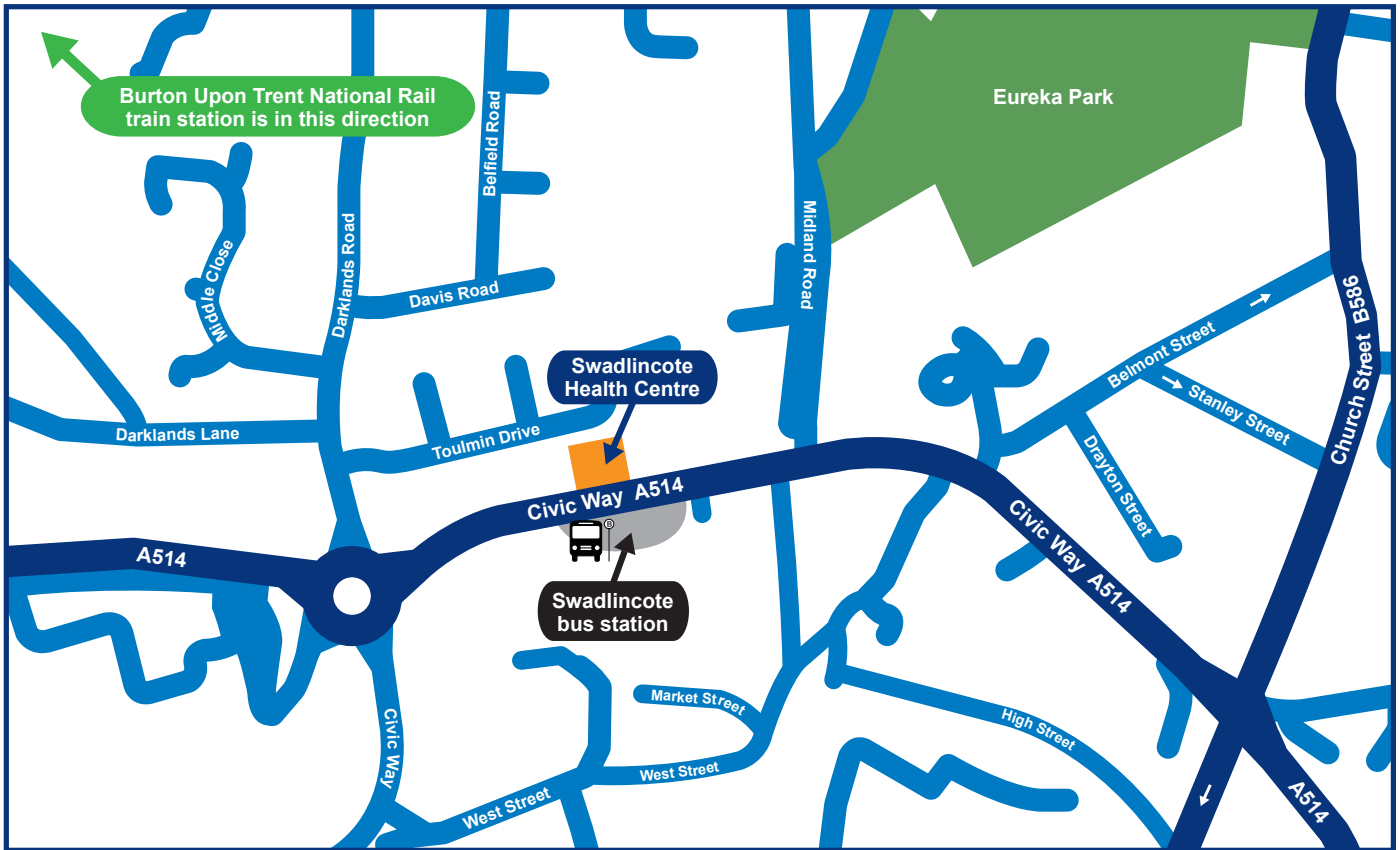 Burton Upon Trent National Rail
train station is in this direction
Eureka Park
Belfield Road
Midland Road
Darklands Road
Middle Close
Davis Road
Church Street B586
Belmont Street
Stanley Street
Drayton Street
Swadlincote
Health Centre
Darklands Lane
Toulmin Drive
Civic Way A514
B
A514
Civic Way A514
Swadlincote
bus station
Market Street
High Street
Civic Way
West Street
West Street
A514